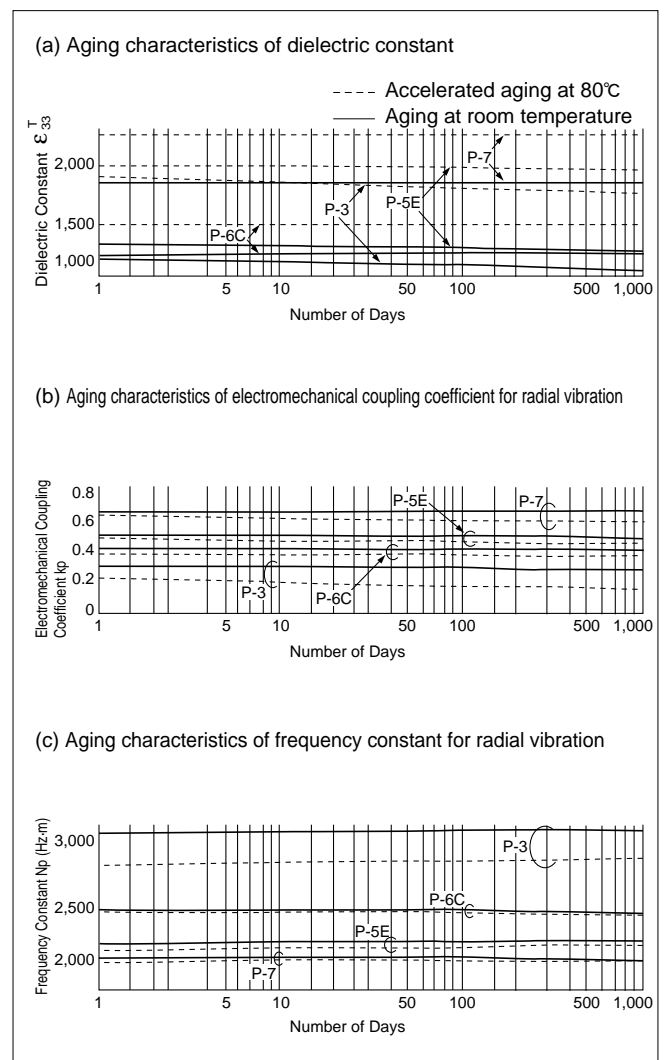 (a) Aging characteristics of dielectric constant
Accelerated aging at 80℃
Aging at room temperature
Dielectric Constant ε33T
2,000
1,500
1,000
P-7
P-3
P-5E
P-6C
1 5 10 50 100 500 1,000
Number of Days
(b) Aging characteristics of electromechanical coupling coefficient for radial vibration
Electromechanical Coupling
Coefficient kp
0.8
0.6
0.4
0.2
0
P-5E
P-7
P-3
P-6C
1 5 10 50 100 500 1,000
Number of Days
(c) Aging characteristics of frequency constant for radial vibration
Frequency Constant Np (Hz·m)
3,000
2,500
2,000
P-3
P-6C
P-5E
P-7
1 5 10 50 100 500 1,000
Number of Days